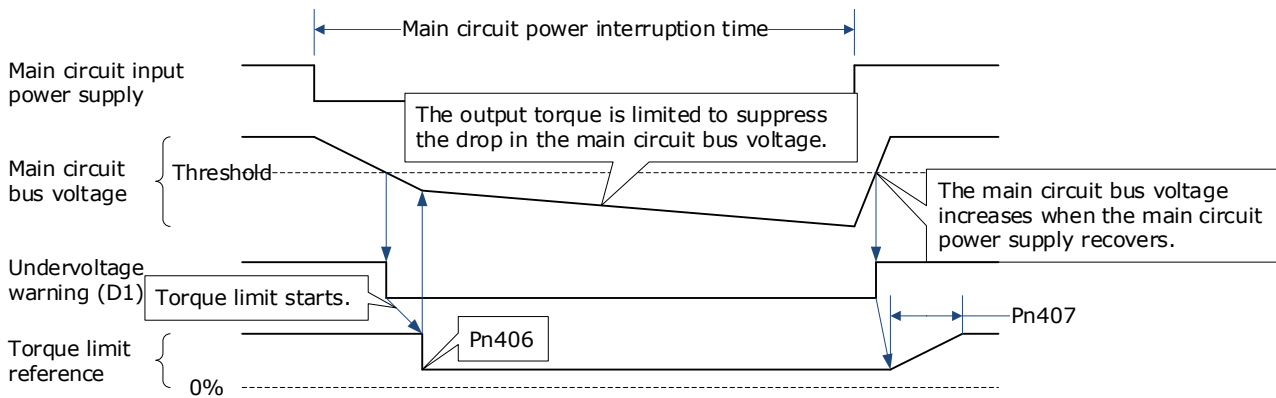 Main circuit power interruption time
Main circuit input
power supply
The output torque is limited to suppress
the drop in the main circuit bus voltage.
Main circuit
bus voltage
Threshold
The main circuit bus voltage
increases when the main circuit
power supply recovers.
Undervoltage
warning (D1)
Torque limit starts.
Pn407
Pn406
Torque limit
reference
0%